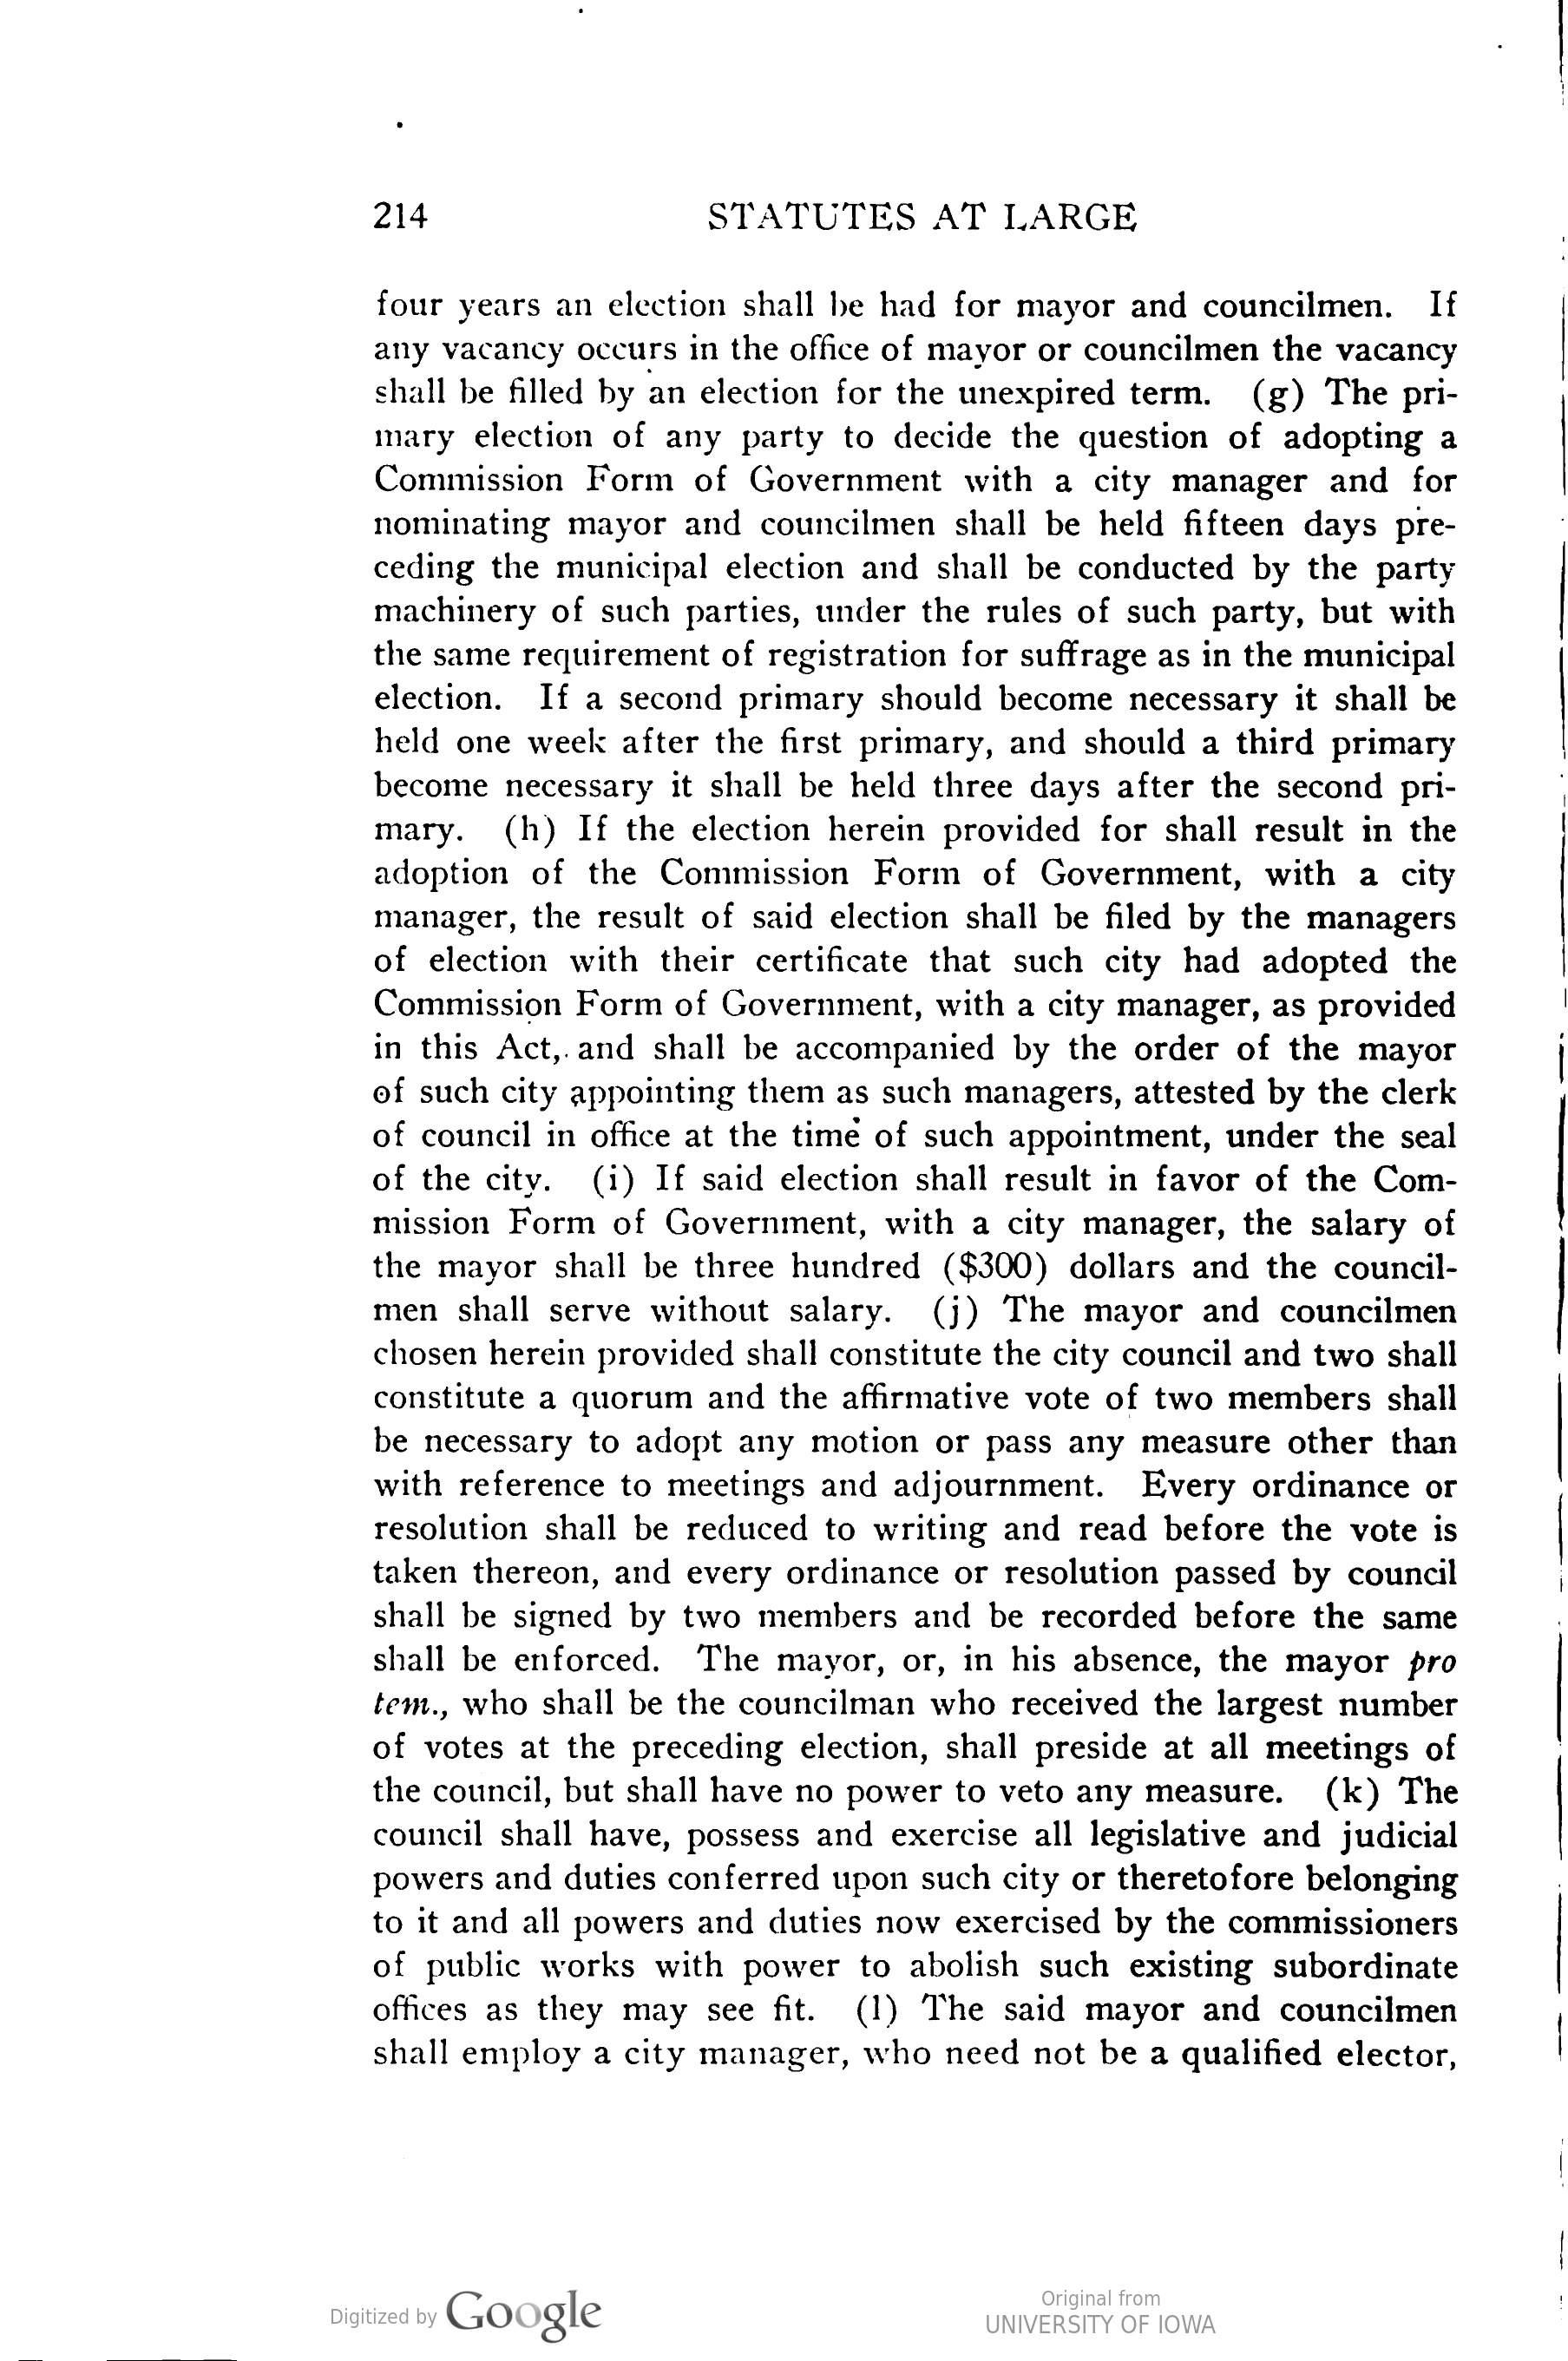 214 STATUTES AT LARGE
four years an election shall be had for mayor and councilmen. If
any vacancy occurs in the office of mayor or councilmen the vacancy
shall be filled by an election for the unexpired term. (g) The pri-
mary election of any party to decide the question of adopting a
Commission Form of Government with a city manager and for
nominating mayor and councilmen shall be held fifteen days pre-
ceding the municipal election and shall be conducted by the party
machinery of such parties, under the rules of such party, but with
the same requirement of registration for suffrage as in the municipal
election. If a second primary should become necessary it shall be
held one week after the first primary, and should a third primary
become necessary it shall be held three days after the second pri-
mary. (h) If the election herein provided for shall result in the
adoption of the Commission Form of Government, with a city
manager, the result of said election shall be filed by the managers
of election with their certificate that such city had adopted the
Commission Form of Government, with a city manager, as provided
in this Act, and shall be accompanied by the order of the mayor
of such city appointing them as such managers, attested by the clerk
of council in office at the time of such appointment, under the seal
of the city. (i) If said election shall result in favor of the Com-
mission Form of Government, with a city manager, the salary of
the mayor shall be three hundred ($300) dollars and the council-
men shall serve without salary. (j) The mayor and councilmen
chosen herein provided shall constitute the city council and two shall
constitute a quorum and the affirmative vote of two members shall
be necessary to adopt any motion or pass any measure other than
with reference to meetings and adjournment. Every ordinance or
resolution shall be reduced to writing and read before the vote is
taken thereon, and every ordinance or resolution passed by council
shall be signed by two members and be recorded before the same
shall be enforced. The mayor, or, in his absence, the mayor pro
tem., who shall be the councilman who received the largest number
of votes at the preceding election, shall preside at all meetings of
the council, but shall have no power to veto any measure. (k) The
council shall have, possess and exercise all legislative and judicial
powers and duties conferred upon such city or theretofore belonging
to it and all powers and duties now exercised by the commissioners
of public works with power to abolish such existing subordinate
offices as they may see fit. (l) The said mayor and councilmen
shall employ a city manager, who need not be a qualified elector,
Digitized by Google
Original from
UNIVERSITY OF IOWA